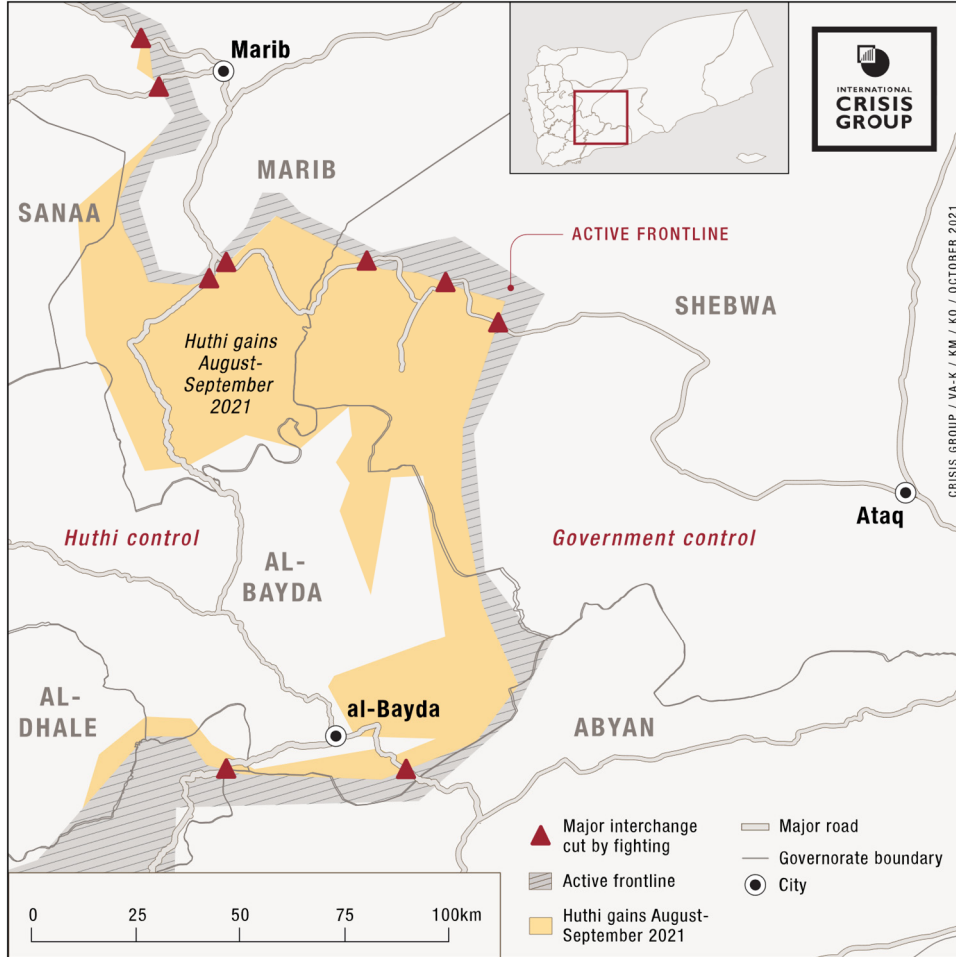 Marib
INTERNATIONAL
CRISIS
GROUP
MARIB
SANAA
ACTIVE FRONTLINE
SHEBWA
Huthi gains
August-
September
2021
CRISIS GROUP / VA-K / KM / KO / OCTOBER 2021
Ataq
Huthi control
Government control
AL-
BAYDA
AL-
DHALE
al-Bayda
ABYAN
Major interchange
cut by fighting
Active frontline
Huthi gains August-
September 2021
Major road
Governorate boundary
City
0 25 50 75 100km